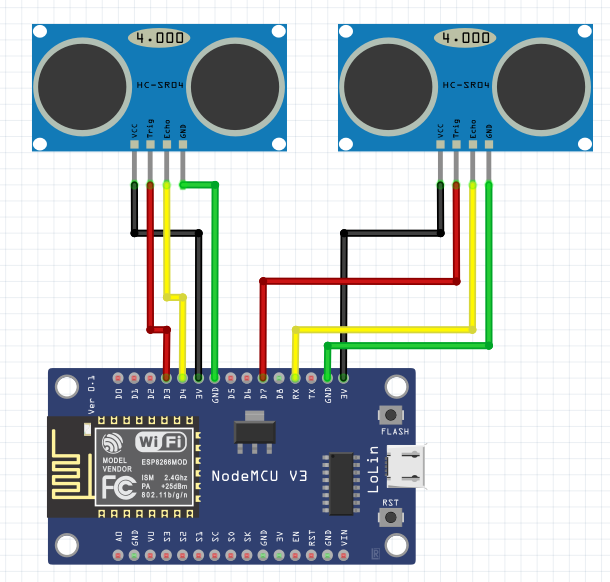 4.000
HC-SR04
VCC Trig Echo GND
4.000
HC-SR04
VCC Trig Echo GND
Ver 0.1
D0 D1 D2 D3 D4 3V GND D5 D6 D7 D8 RX TX GND 3V
FLASH
WiFi
MODEL
VENDOR
ESP8266MOD
FC
ISM 2.4Ghz
PA +25dBm
802.11b/g/n
NodeMCU V3
LoLin
RST
A0 GND VU S3 S2 S1 SC S0 SK GND 3V EN RST GND VIN